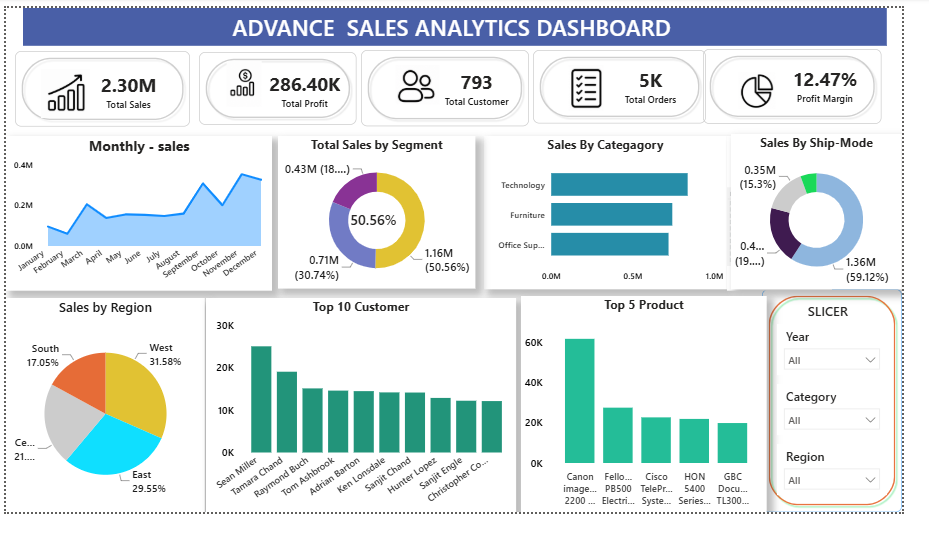 ADVANCE SALES ANALYTICS DASHBOARD
2.30M
Total Sales
286.40K
Total Profit
793
Total Customer
5K
Total Orders
12.47%
Profit Margin
Monthly - sales
0.4M
0.2M
0.0M
January
February
March
April
May
June
July
August
September
October
November
December
Total Sales by Segment
0.43M (18....)
50.56%
0.71M
(30.74%)
1.16M
(50.56%)
Sales By Categagory
Technology
Furniture
Office Sup...
0.0M
0.5M
1.0M
Sales By Ship-Mode
0.35M
(15.3%)
0.4...
(19....)
1.36M
(59.12%)
Sales by Region
South
17.05%
West
31.58%
Ce...
21....
East
29.55%
Top 10 Customer
30K
20K
10K
0K
Sean Miller
Tamara Chand
Raymond Buch
Tom Ashbrook
Adrian Barton
Ken Lonsdale
Sanjit Chand
Hunter Lopez
Sanjit Engle
Christopher Co...
Top 5 Product
60K
40K
20K
0K
Canon
image...
2200 ...
Fello...
PB500
Electri...
Cisco
TelePr...
Syste...
HON
5400
Series...
GBC
Docu...
TL300...
SLICER
Year
All
Category
All
Region
All